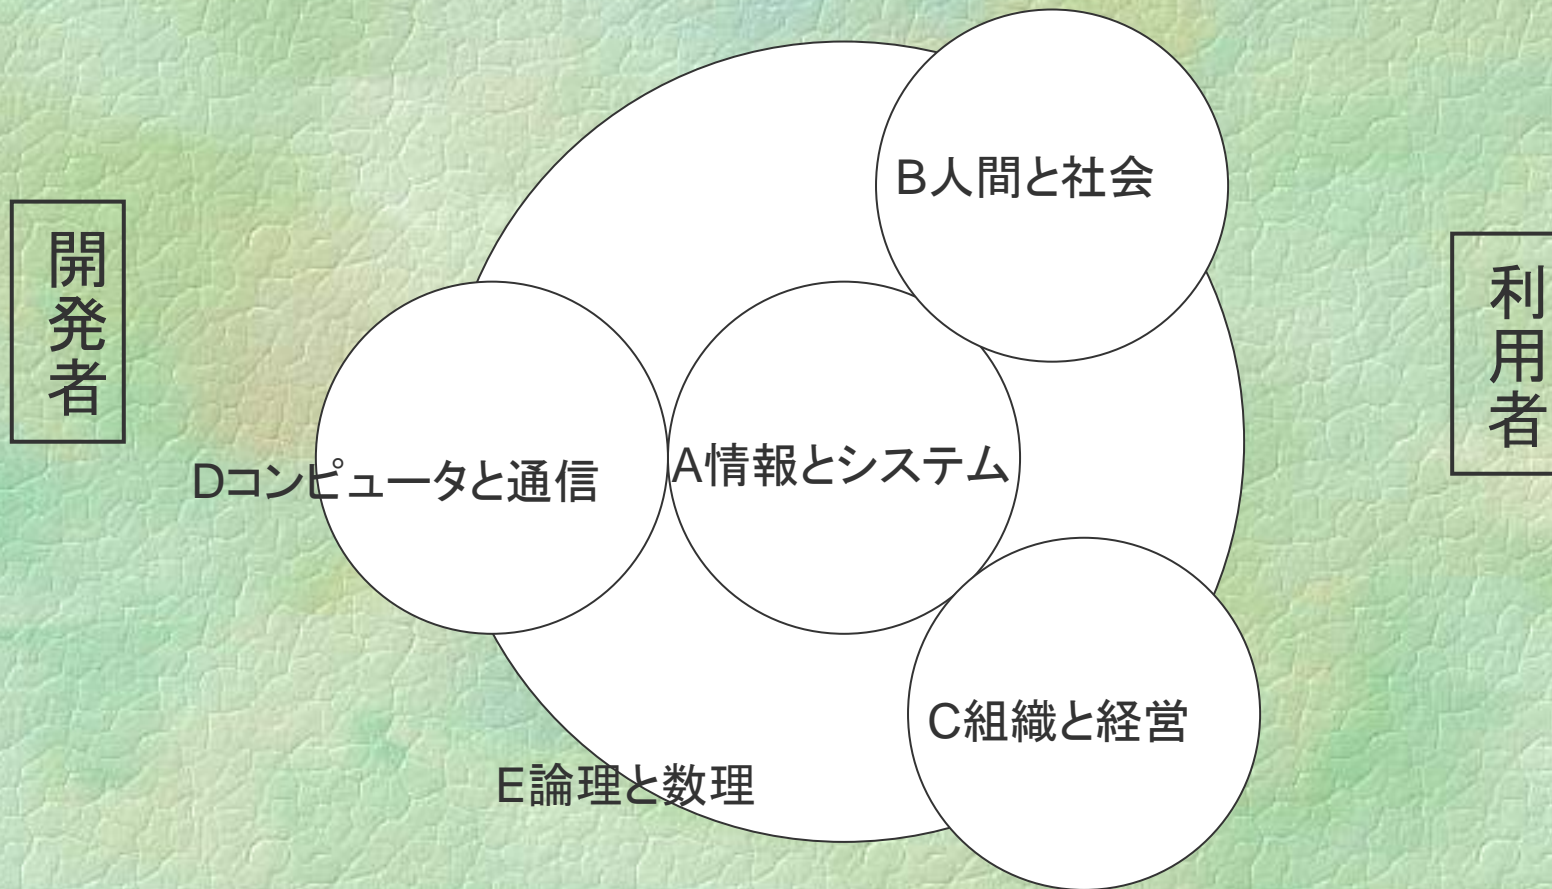 B人間と社会
開発者
利用者
Dコンピュータと通信
A情報とシステム
C組織と経営
E論理と数理